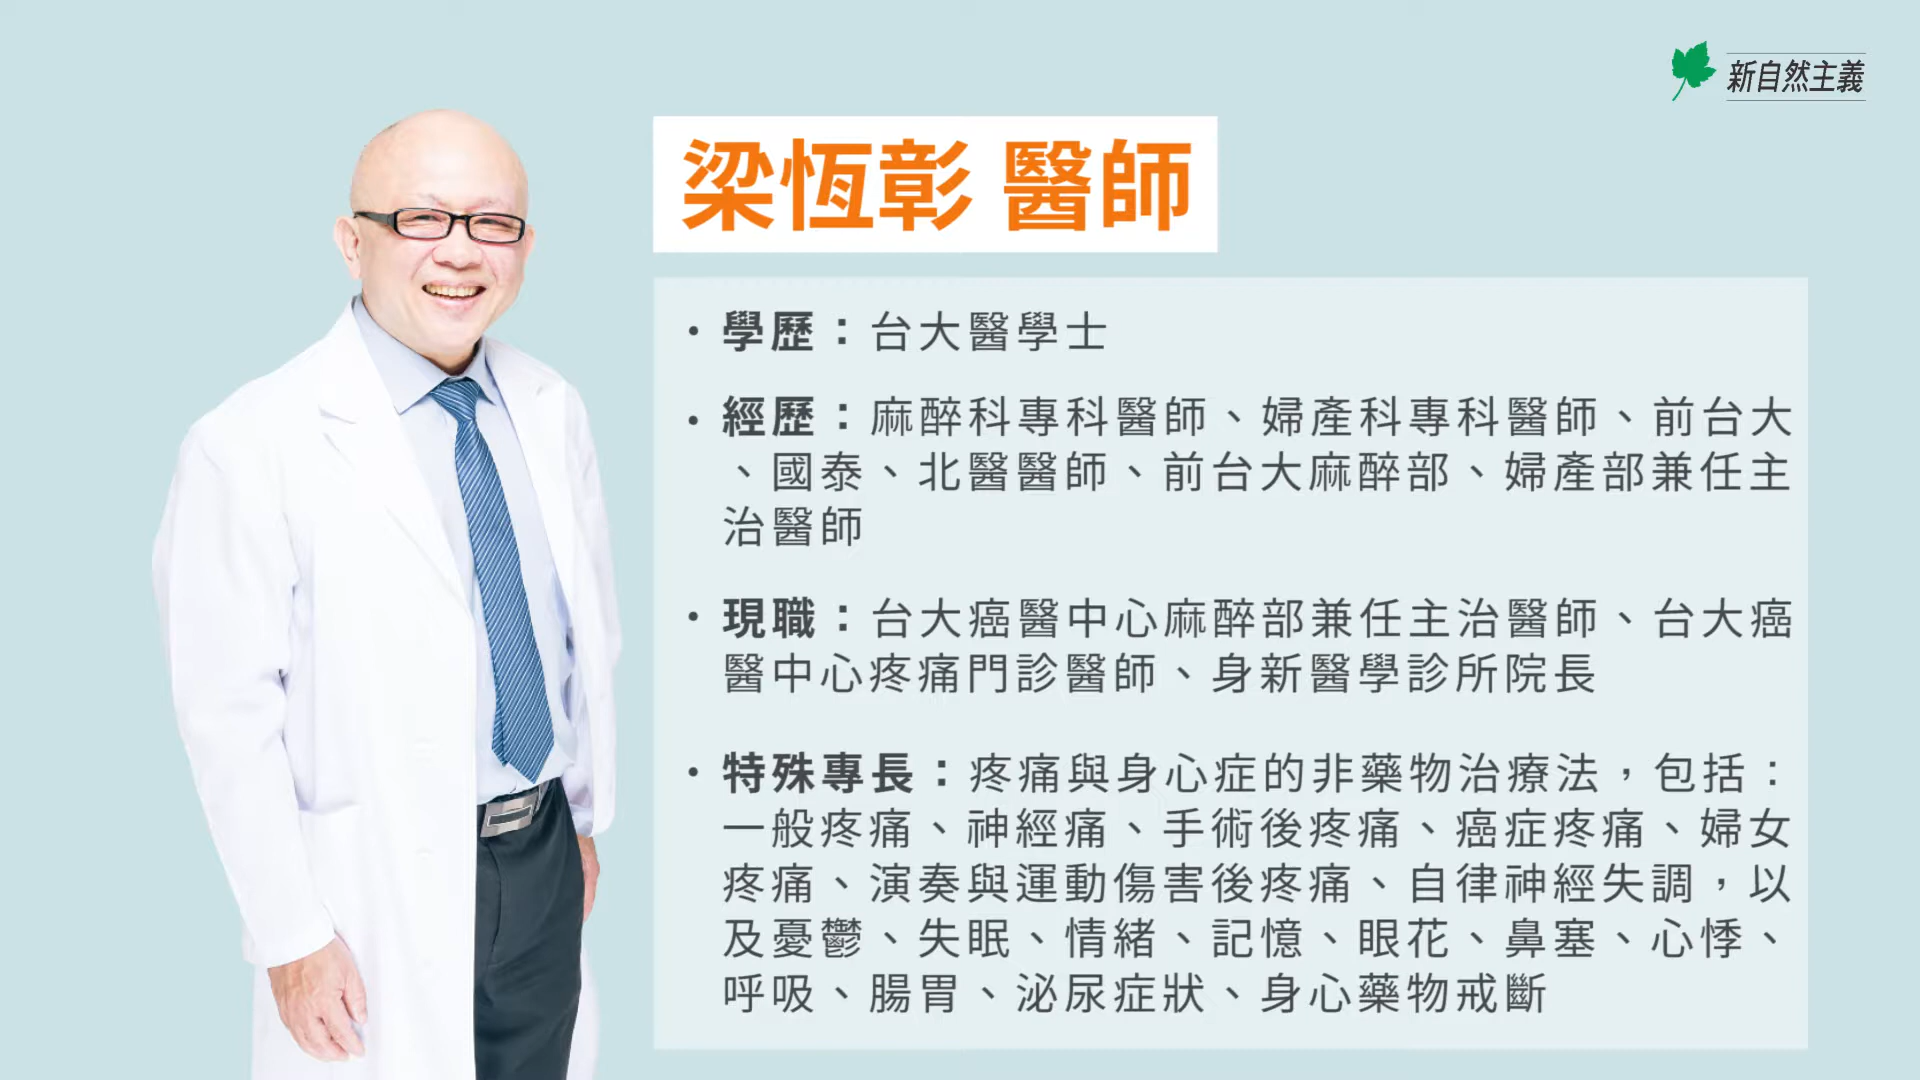 新自然主義
梁恆彰 醫師
・學歷：台大醫學士
・經歷：麻醉科專科醫師、婦產科專科醫師、前台大
、國泰、北醫醫師、前台大麻醉部、婦產部兼任主
治醫師
・現職：台大癌醫中心麻醉部兼任主治醫師、台大癌
醫中心疼痛門診醫師、身新醫學診所院長
・特殊專長：疼痛與身心症的非藥物治療法，包括：
一般疼痛、神經痛、手術後疼痛、癌症疼痛、婦女
疼痛、演奏與運動傷害後疼痛、自律神經失調，以
及憂鬱、失眠、情緒、記憶、眼花、鼻塞、心悸、
呼吸、腸胃、泌尿症狀、身心藥物戒斷